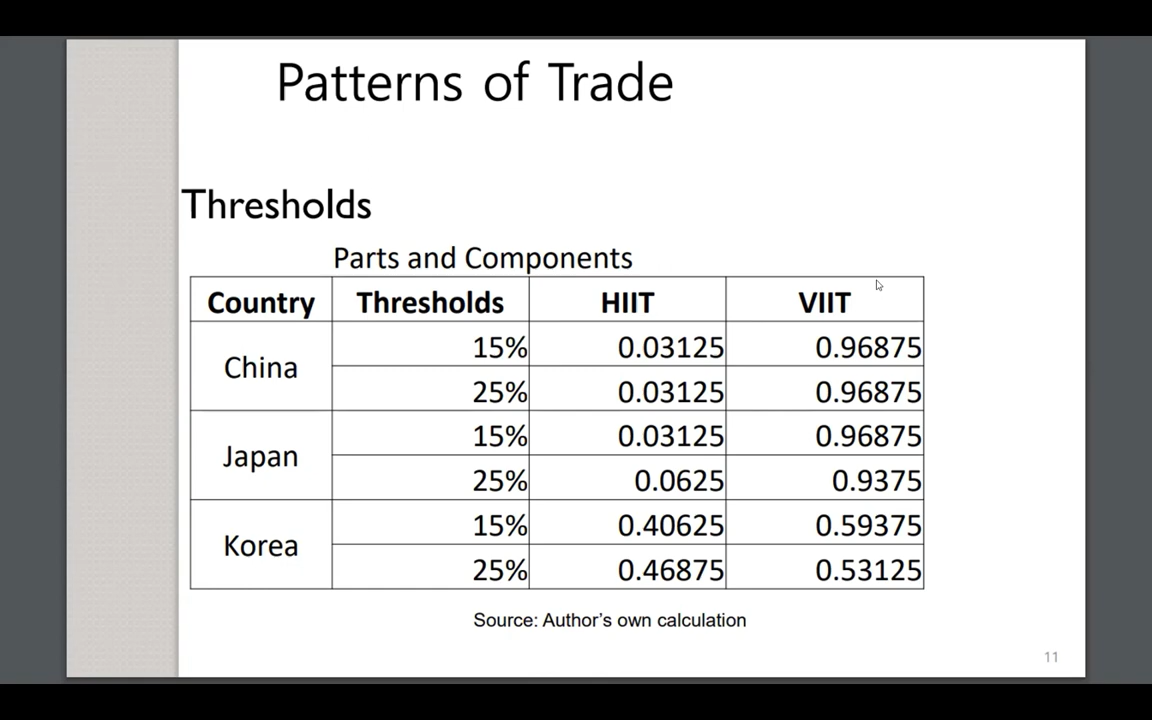 Patterns of Trade
Thresholds
Parts and Components
Country Thresholds HIIT VIIT
China 15% 0.03125 0.96875
25% 0.03125 0.96875
Japan 15% 0.03125 0.96875
25% 0.0625 0.9375
Korea 15% 0.40625 0.59375
25% 0.46875 0.53125
Source: Author’s own calculation
11